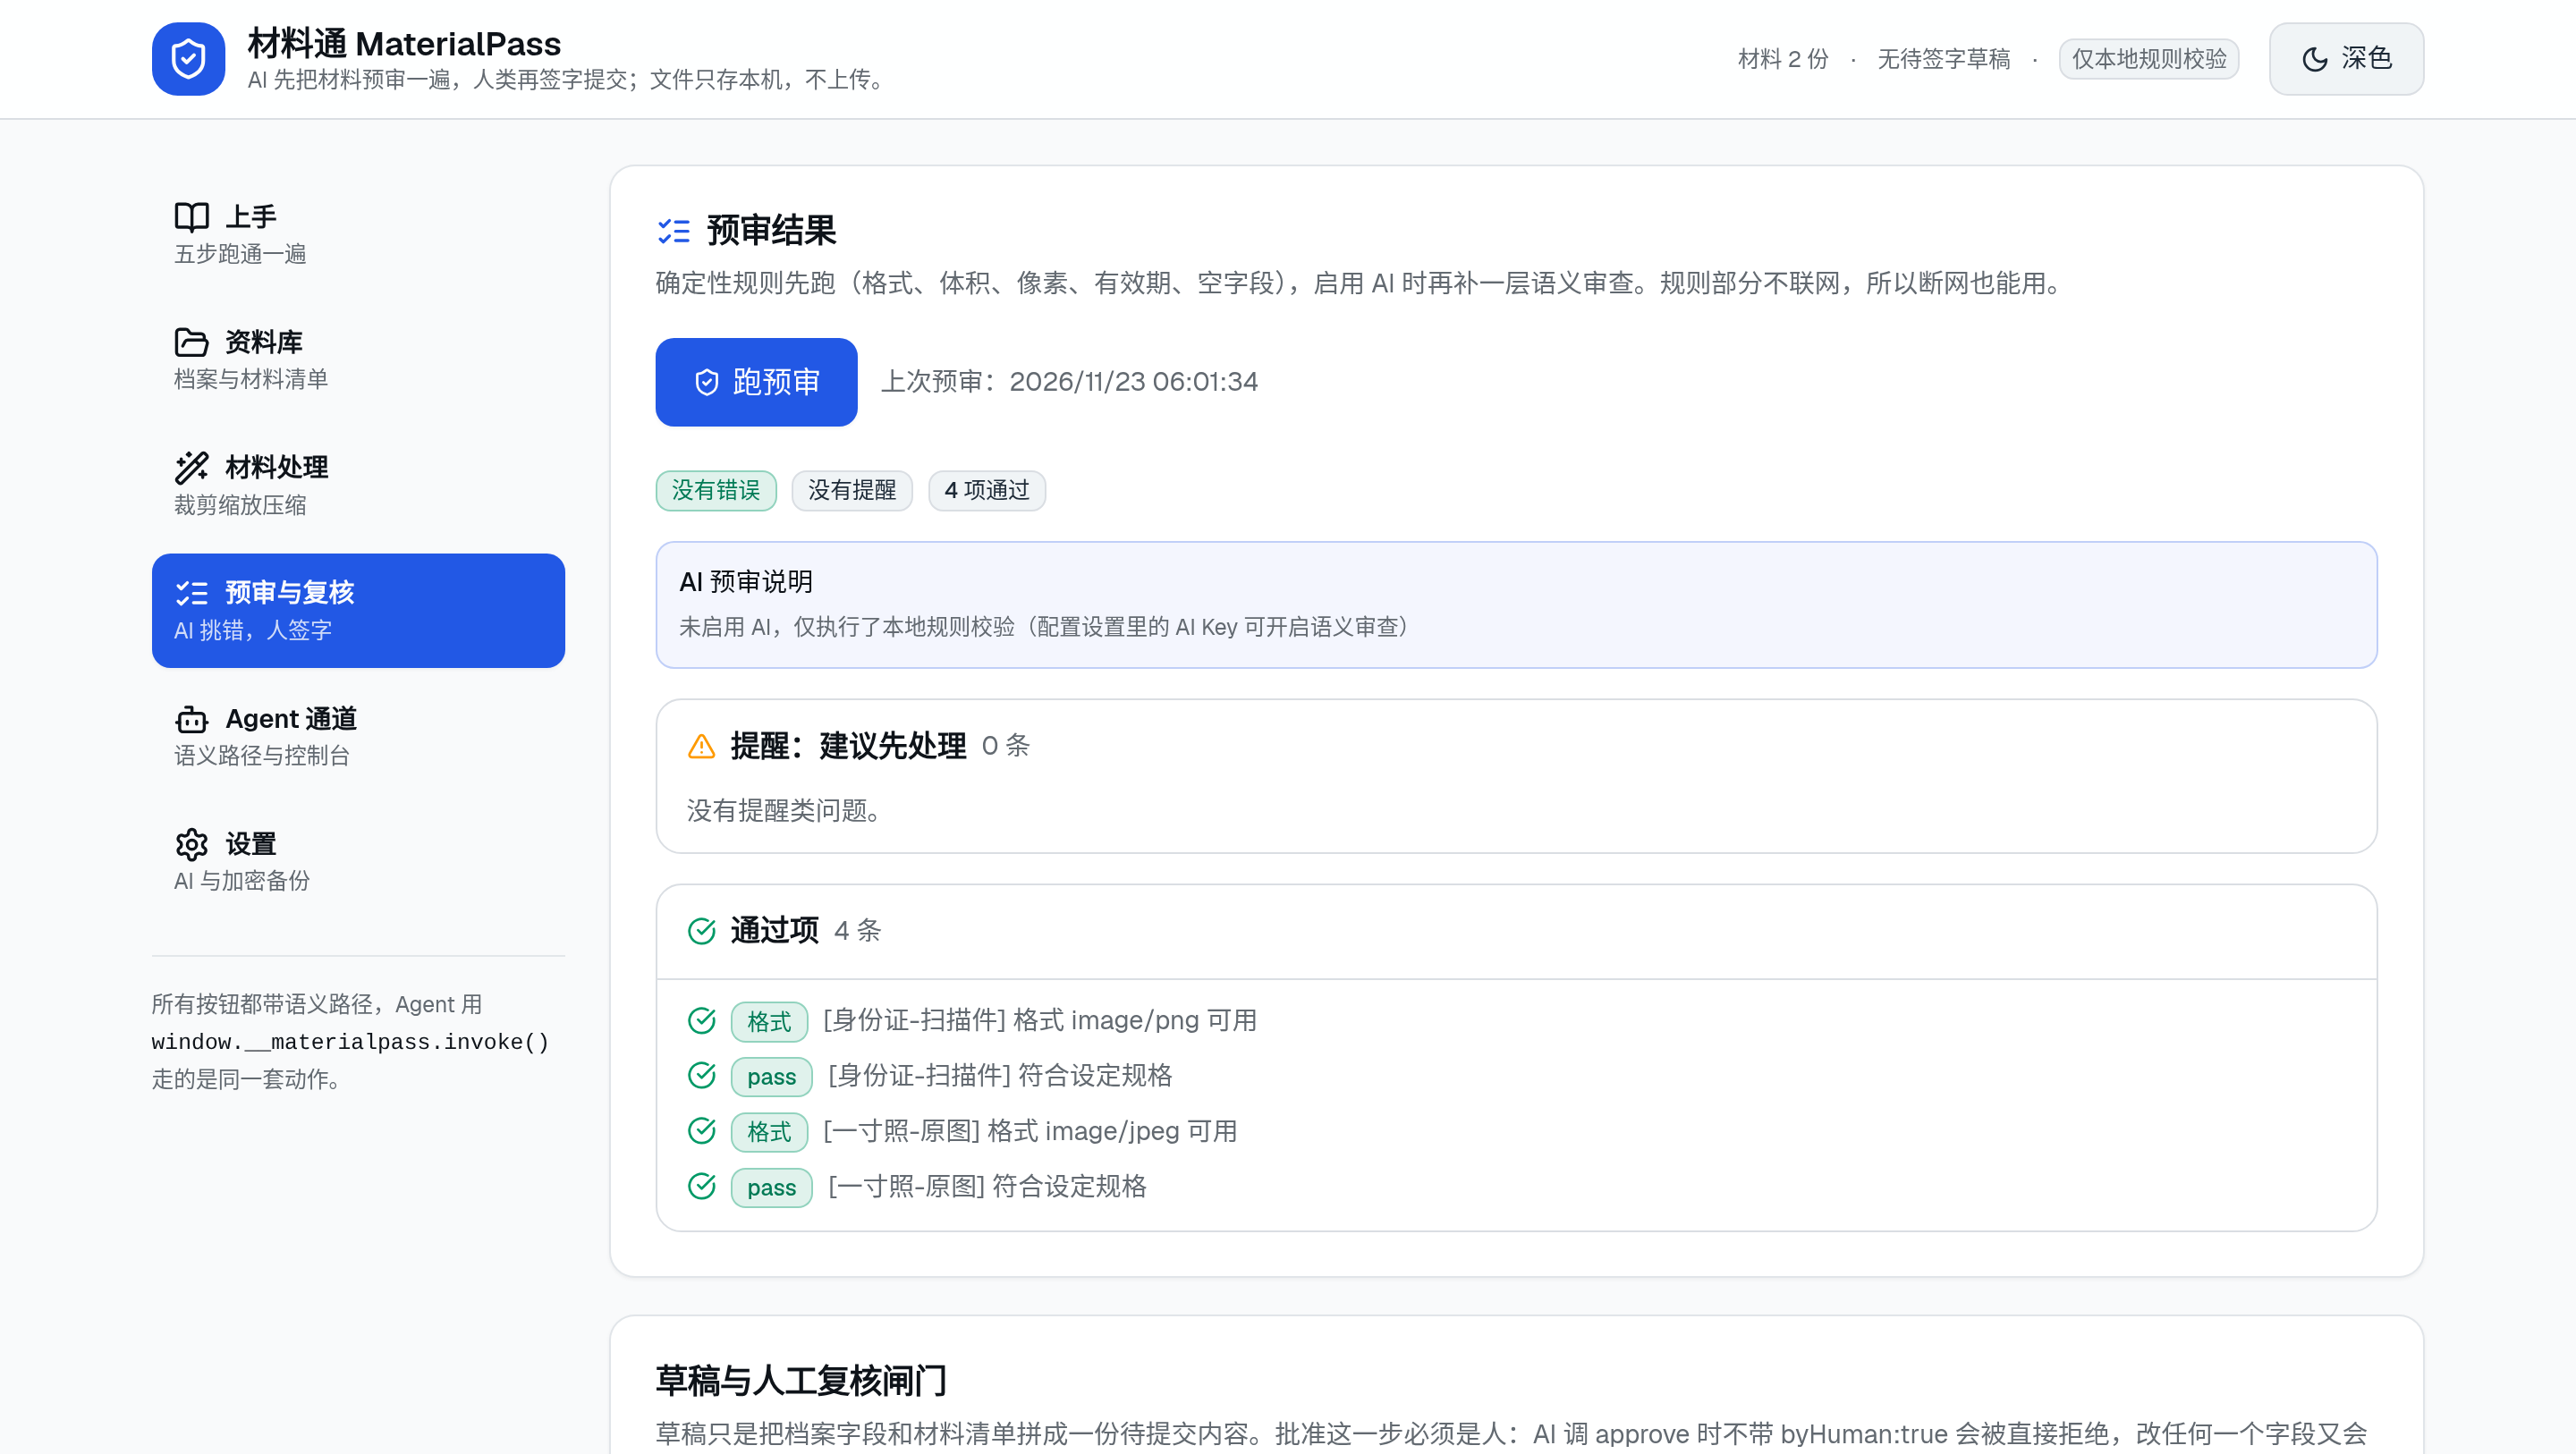 材料通 MaterialPass
AI 先把材料预审一遍，人类再签字提交；文件只存本机，不上传。
材料 2 份 · 无待签字草稿 · 仅本地规则校验
深色
上手
五步跑通一遍
资料库
档案与材料清单
材料处理
裁剪缩放压缩
预审与复核
AI 挑错，人签字
Agent 通道
语义路径与控制台
设置
AI 与加密备份
所有按钮都带语义路径，Agent 用
window.__materialpass.invoke()
走的是同一套动作。
预审结果
确定性规则先跑（格式、体积、像素、有效期、空字段），启用 AI 时再补一层语义审查。规则部分不联网，所以断网也能用。
跑预审
上次预审：2026/11/23 06:01:34
没有错误
没有提醒
4 项通过
AI 预审说明
未启用 AI，仅执行了本地规则校验（配置设置里的 AI Key 可开启语义审查）
提醒：建议先处理 0 条
没有提醒类问题。
通过项 4 条
格式 [身份证-扫描件] 格式 image/png 可用
pass [身份证-扫描件] 符合设定规格
格式 [一寸照-原图] 格式 image/jpeg 可用
pass [一寸照-原图] 符合设定规格
草稿与人工复核闸门
草稿只是把档案字段和材料清单拼成一份待提交内容。批准这一步必须是人：AI 调 approve 时不带 byHuman:true 会被直接拒绝，改任何一个字段又会